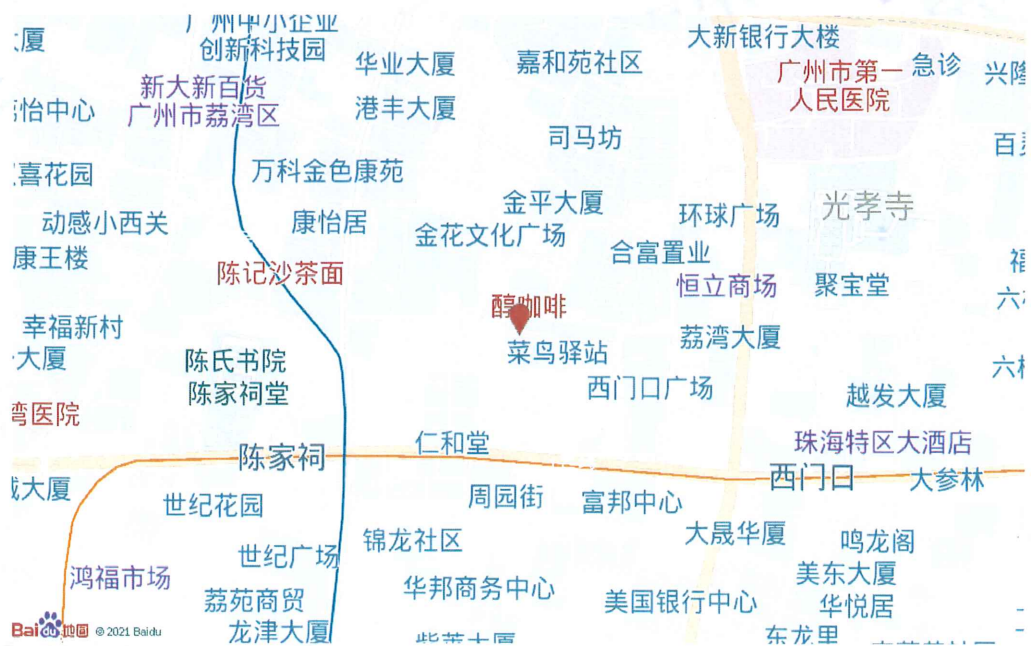 广州中小企业
创新科技园
大厦
华业大厦
嘉和苑社区
大新银行大楼
广州市第一
人民医院
急诊
兴隆
新大新百货
广州市荔湾区
怡中心
港丰大厦
司马坊
喜花园
万科金色康苑
金平大厦
环球广场
光孝寺
动感小西关
康怡居
金花文化广场
合富置业
康王楼
陈记沙茶面
恒立商场
聚宝堂
醇咖啡
幸福新村
大厦
菜鸟驿站
荔湾大厦
陈氏书院
陈家祠堂
西门口广场
越发大厦
湾医院
陈家祠
仁和堂
珠海特区大酒店
西门口
大参林
大厦
世纪花园
周园街
富邦中心
大晟华厦
鸣龙阁
锦龙社区
世纪广场
鸿福市场
荔苑商贸
华邦商务中心
美国银行中心
美东大厦
华悦居
龙津大厦
东龙里
Bai du 地图 © 2021 Baidu